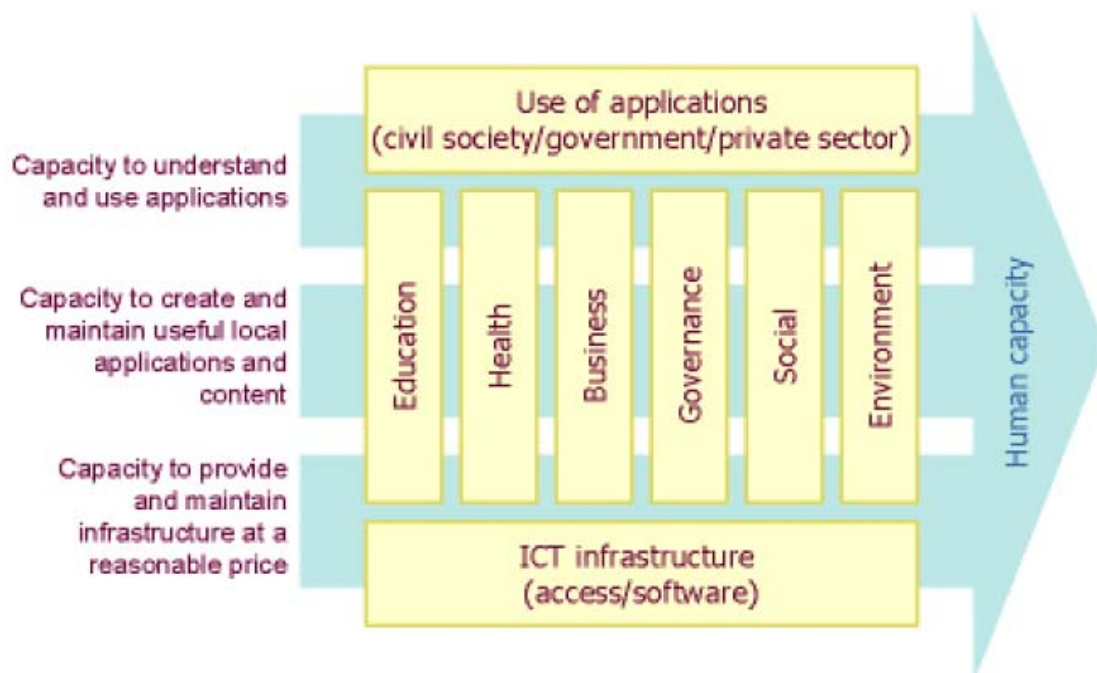 Use of applications
(civil society/government/private sector)
Capacity to understand
and use applications
Capacity to create and
maintain useful local
applications and
content
Capacity to provide
and maintain
infrastructure at a
reasonable price
Education
Health
Business
Governance
Social
Environment
Human capacity
ICT infrastructure
(access/software)